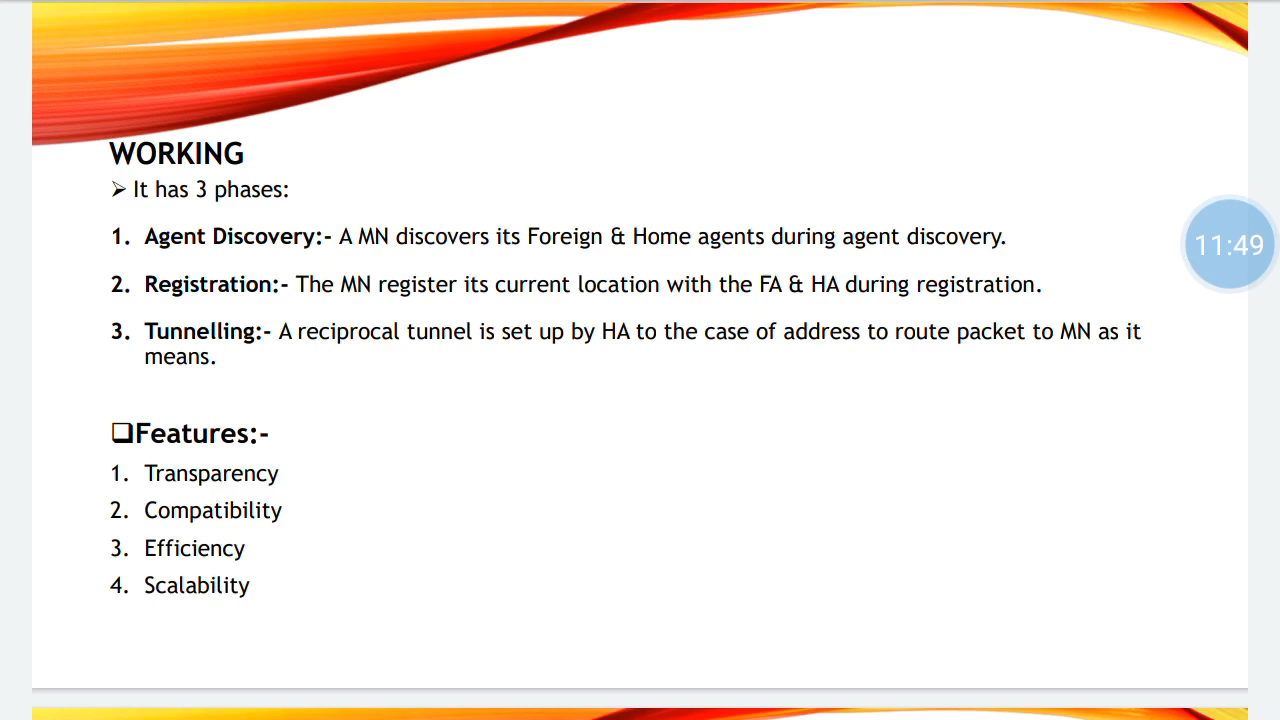 WORKING
➢ It has 3 phases:
1. Agent Discovery:- A MN discovers its Foreign & Home agents during agent discovery.
2. Registration:- The MN register its current location with the FA & HA during registration.
3. Tunnelling:- A reciprocal tunnel is set up by HA to the case of address to route packet to MN as it
means.
❑Features:-
1. Transparency
2. Compatibility
3. Efficiency
4. Scalability
11:49